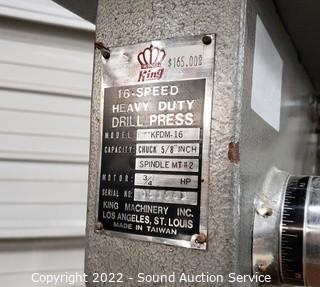 King $165.00
16-SPEED
HEAVY DUTY
DRILL PRESS
MODEL KFDM-16
CAPACITY: CHUCK 5/8 INCH
SPINDLE MT#2
MOTOR: 3/4 HP
SERIAL NO
KING MACHINERY INC.
LOS ANGELES, ST. LOUIS
MADE IN TAIWAN
Copyright © 2022 - Sound Auction Service